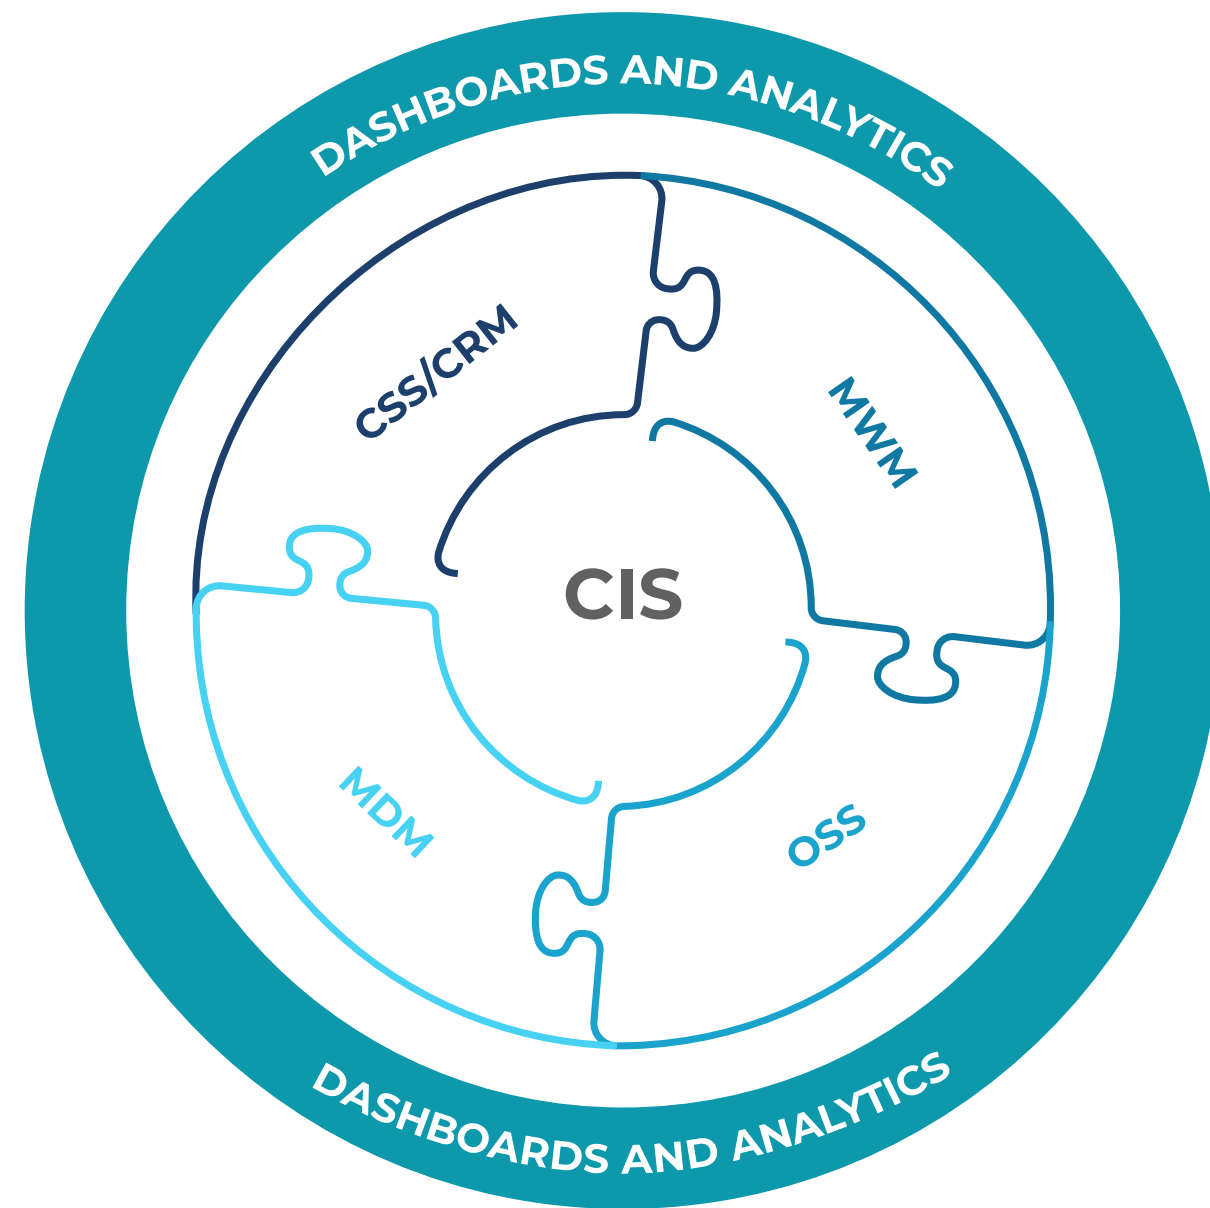 DASHBOARDS AND ANALYTICS
CSS/CRM
MWM
CIS
MDM
OSS
DASHBOARDS AND ANALYTICS